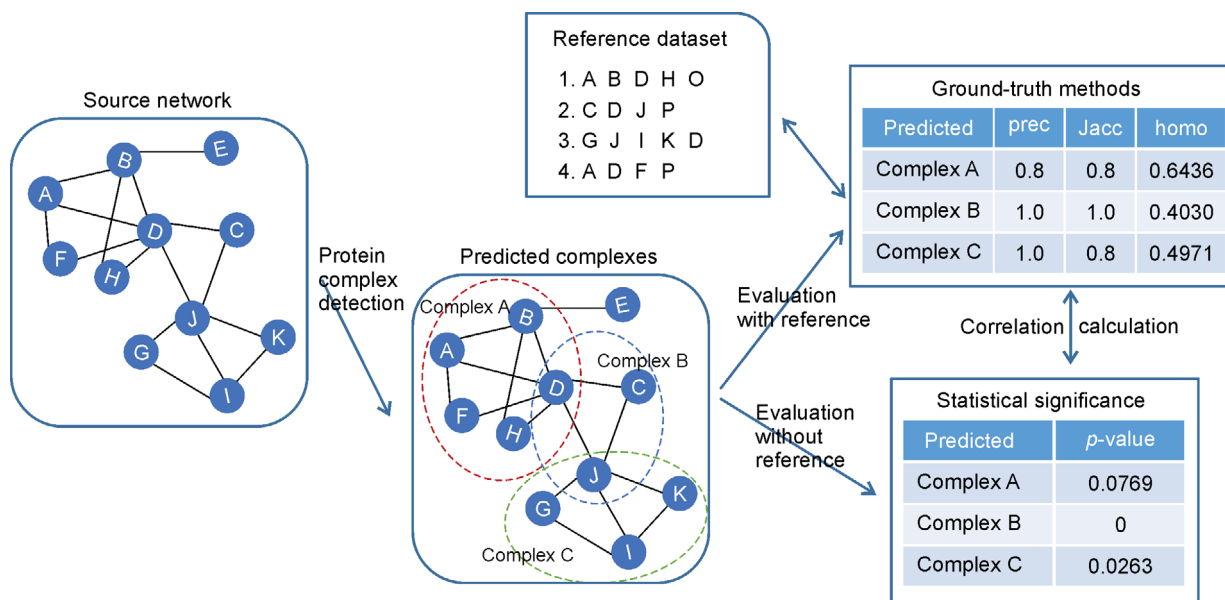 Source network
B
E
A
D
C
F
H
J
G
K
I
Protein
complex
detection
Predicted complexes
Complex A
B
E
A
Complex B
D
C
F
H
J
K
G
I
Complex C
Reference dataset
1. A B D H O
2. C D J P
3. G J I K D
4. A D F P
Evaluation
with reference
Evaluation
without
reference
Ground-truth methods
Predicted prec Jacc homo
Complex A 0.8 0.8 0.6436
Complex B 1.0 1.0 0.4030
Complex C 1.0 0.8 0.4971
Correlation calculation
Statistical significance
Predicted p-value
Complex A 0.0769
Complex B 0
Complex C 0.0263